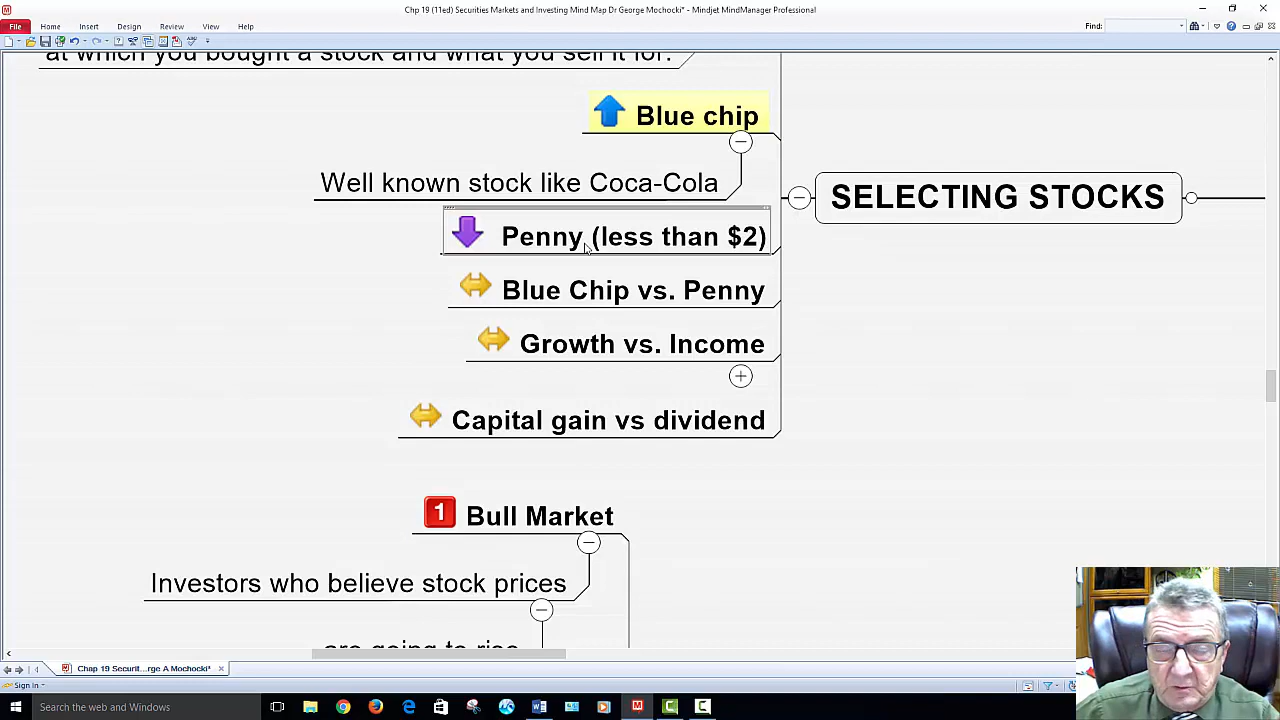 Chp 19 (11ed) Securities Markets and Investing Mind Map Dr George Mochocki* - Mindjet MindManager Professional
File Home Insert Design Review View Help
Find:
at which you bought a stock and what you sell it for.
Blue chip
Well known stock like Coca-Cola
SELECTING STOCKS
Penny (less than $2)
Blue Chip vs. Penny
Growth vs. Income
Capital gain vs dividend
1 Bull Market
Investors who believe stock prices
are going to rise
Chap 19 Securit...rge A Mochocki*
Sign In
Search the web and Windows